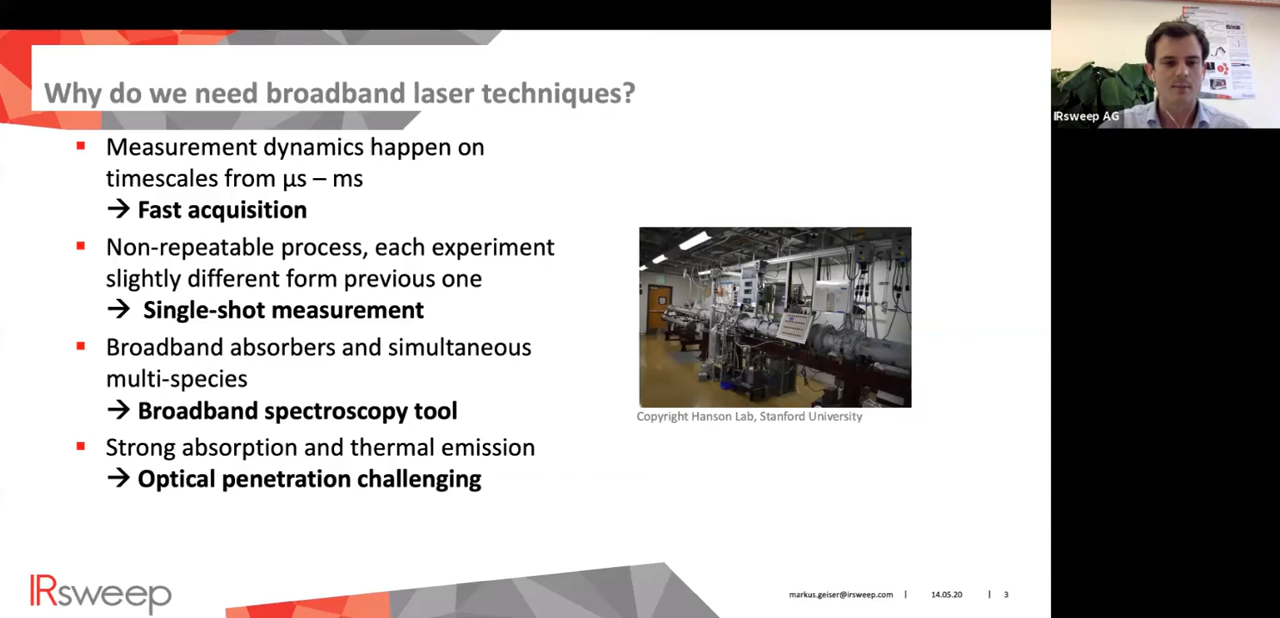 Why do we need broadband laser techniques?
▪ Measurement dynamics happen on
timescales from µs – ms
→ Fast acquisition
▪ Non-repeatable process, each experiment
slightly different form previous one
→ Single-shot measurement
▪ Broadband absorbers and simultaneous
multi-species
→ Broadband spectroscopy tool
▪ Strong absorption and thermal emission
→ Optical penetration challenging
Copyright Hanson Lab, Stanford University
IRsweep
markus.geiser@irsweep.com | 14.05.20 | 3
IRsweep AG